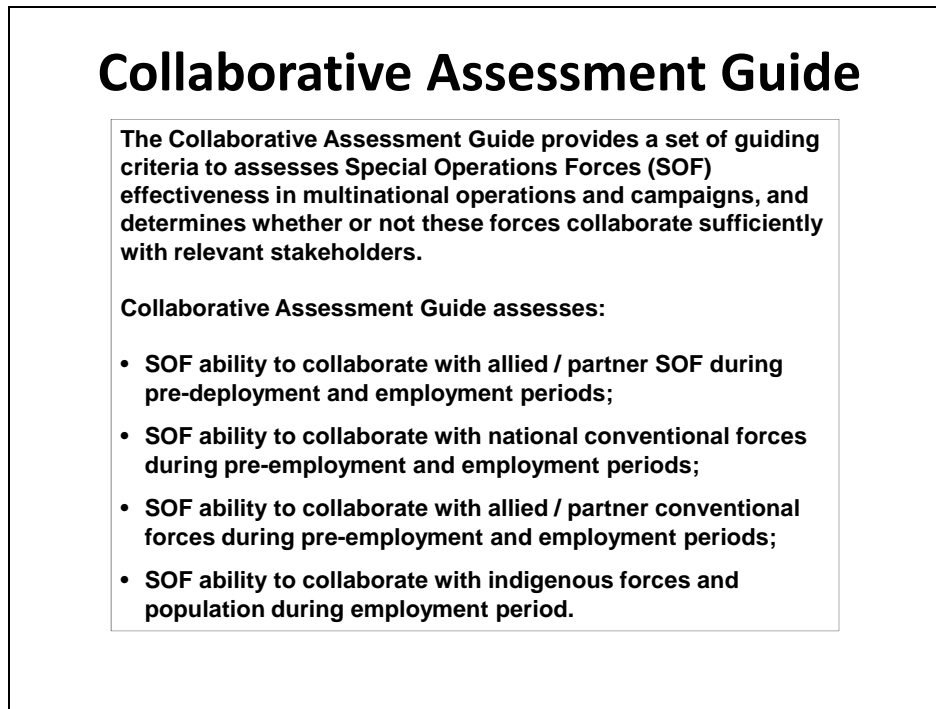 Collaborative Assessment Guide
The Collaborative Assessment Guide provides a set of guiding
criteria to assesses Special Operations Forces (SOF)
effectiveness in multinational operations and campaigns, and
determines whether or not these forces collaborate sufficiently
with relevant stakeholders.
Collaborative Assessment Guide assesses:
• SOF ability to collaborate with allied / partner SOF during
pre-deployment and employment periods;
• SOF ability to collaborate with national conventional forces
during pre-employment and employment periods;
• SOF ability to collaborate with allied / partner conventional
forces during pre-employment and employment periods;
• SOF ability to collaborate with indigenous forces and
population during employment period.